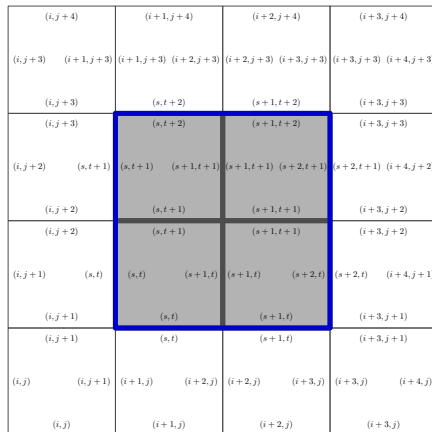 (i, j+4) (i+1, j+4) (i+2, j+4) (i+3, j+4)
(i, j+3) (i+1, j+3) (i+1, j+3) (i+2, j+3) (i+2, j+3) (i+3, j+3) (i+3, j+3) (i+4, j+3)
(i, j+3) (s, t+2) (s+1, t+2) (i+3, j+3)
(i, j+3) (s, t+2) (s+1, t+2) (i+3, j+3)
(i, j+2) (s, t+1) (s, t+1) (s+1, t+1) (s+1, t+1) (s+2, t+1) (s+2, t+1) (i+4, j+2)
(i, j+2) (s, t+1) (s+1, t+1) (i+3, j+2)
(i, j+2) (s, t+1) (s+1, t+1) (i+3, j+2)
(i, j+1) (s, t) (s, t) (s+1, t) (s+1, t) (s+2, t) (s+2, t) (i+4, j+1)
(i, j+1) (s, t) (s+1, t) (i+3, j+1)
(i, j+1) (s, t) (s+1, t) (i+3, j+1)
(i, j) (i, j+1) (i+1, j) (i+2, j) (i+2, j) (i+3, j) (i+3, j) (i+4, j)
(i, j) (i+1, j) (i+2, j) (i+3, j)